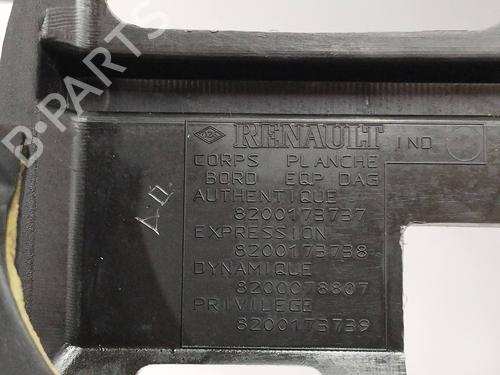 RENAULT IND
CORPS PLANCHE
BORD EQP DAG
AUTHENTIQUE
8200173737
EXPRESSION
8200173738
DYNAMIQUE
8200078807
PRIVILEGE
8200173739
B-PARTS